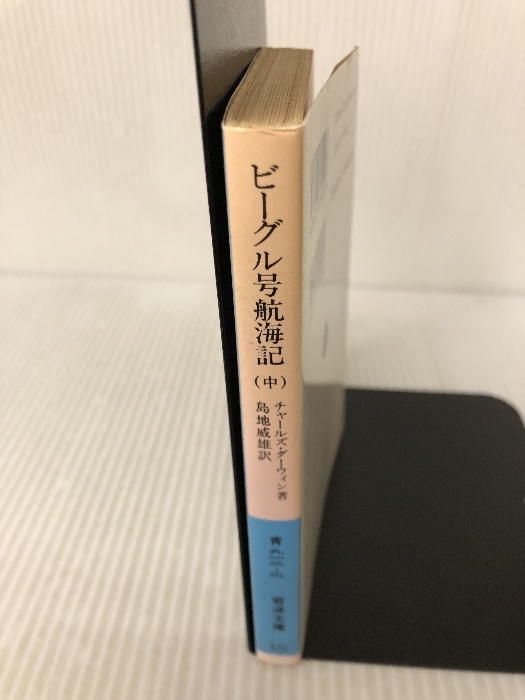 ビーグル号航海記
(中)
チャールズ・ダーウィン著
島地威雄訳
青
岩波文庫